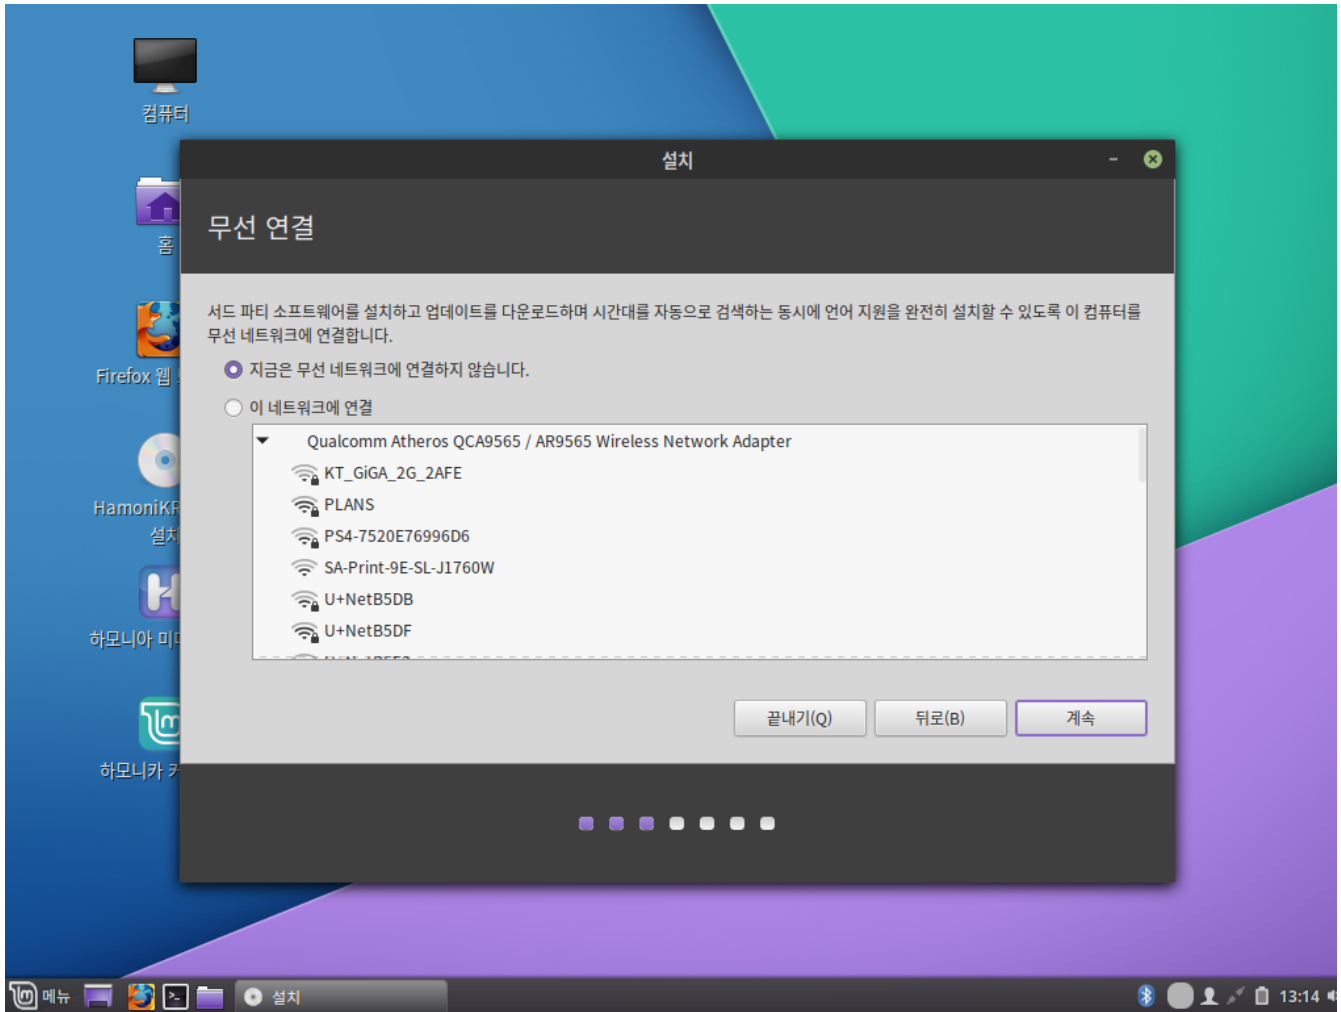 컴퓨터
홈
Firefox 웹
HamoniKR
설치
하모니아 미디
하모니카 커
설치
무선 연결
서드 파티 소프트웨어를 설치하고 업데이트를 다운로드하며 시간대를 자동으로 검색하는 동시에 언어 지원을 완전히 설치할 수 있도록 이 컴퓨터를
무선 네트워크에 연결합니다.
지금은 무선 네트워크에 연결하지 않습니다.
이 네트워크에 연결
Qualcomm Atheros QCA9565 / AR9565 Wireless Network Adapter
KT_GiGA_2G_2AFE
PLANS
PS4-7520E76996D6
SA-Print-9E-SL-J1760W
U+NetB5DB
U+NetB5DF
끝내기(Q)
뒤로(B)
계속
메뉴
설치
13:14